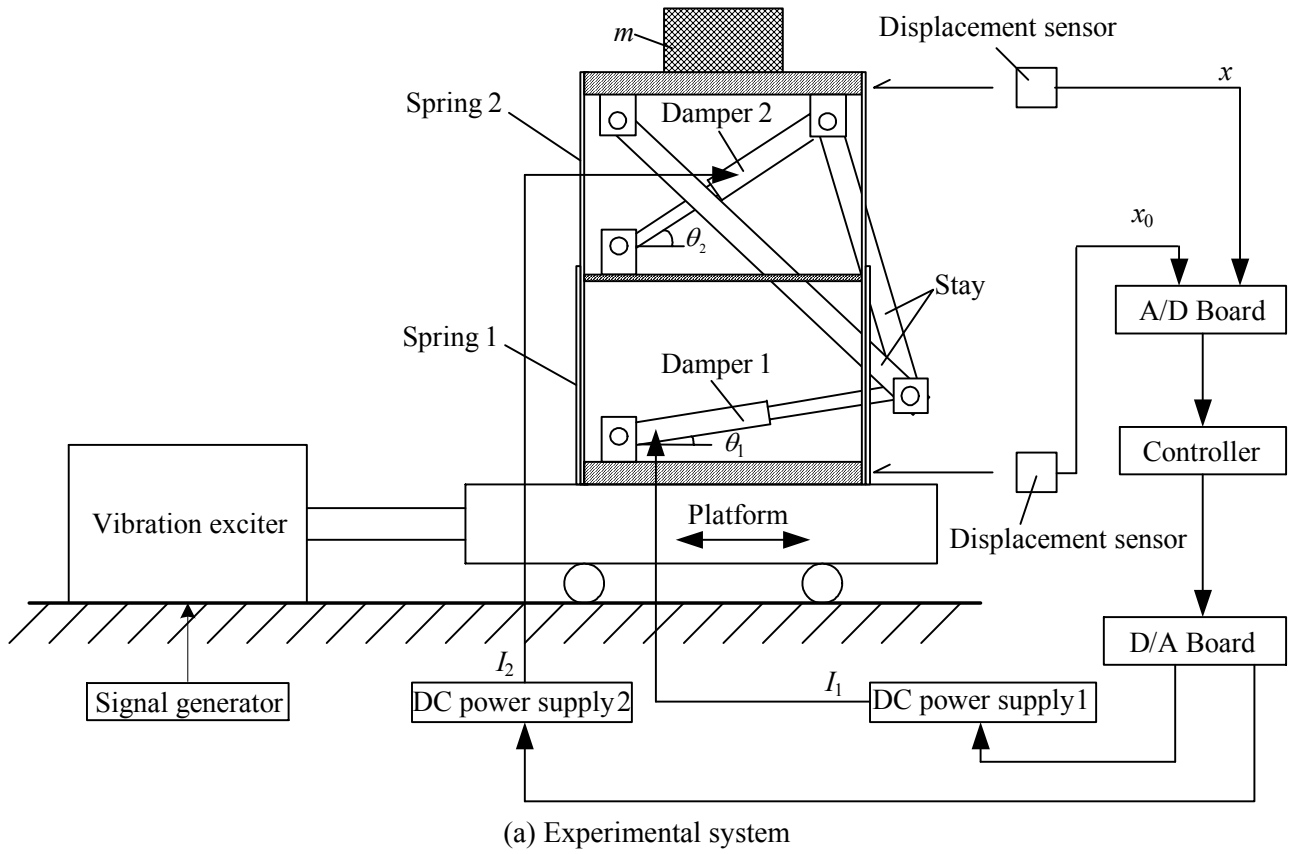 m
Displacement sensor
x
Spring 2
Damper 2
x₀
θ₂
Stay
A/D Board
Spring 1
Damper 1
θ₁
Controller
Vibration exciter
Platform
Displacement sensor
D/A Board
I₂
I₁
Signal generator
DC power supply2
DC power supply1
(a) Experimental system